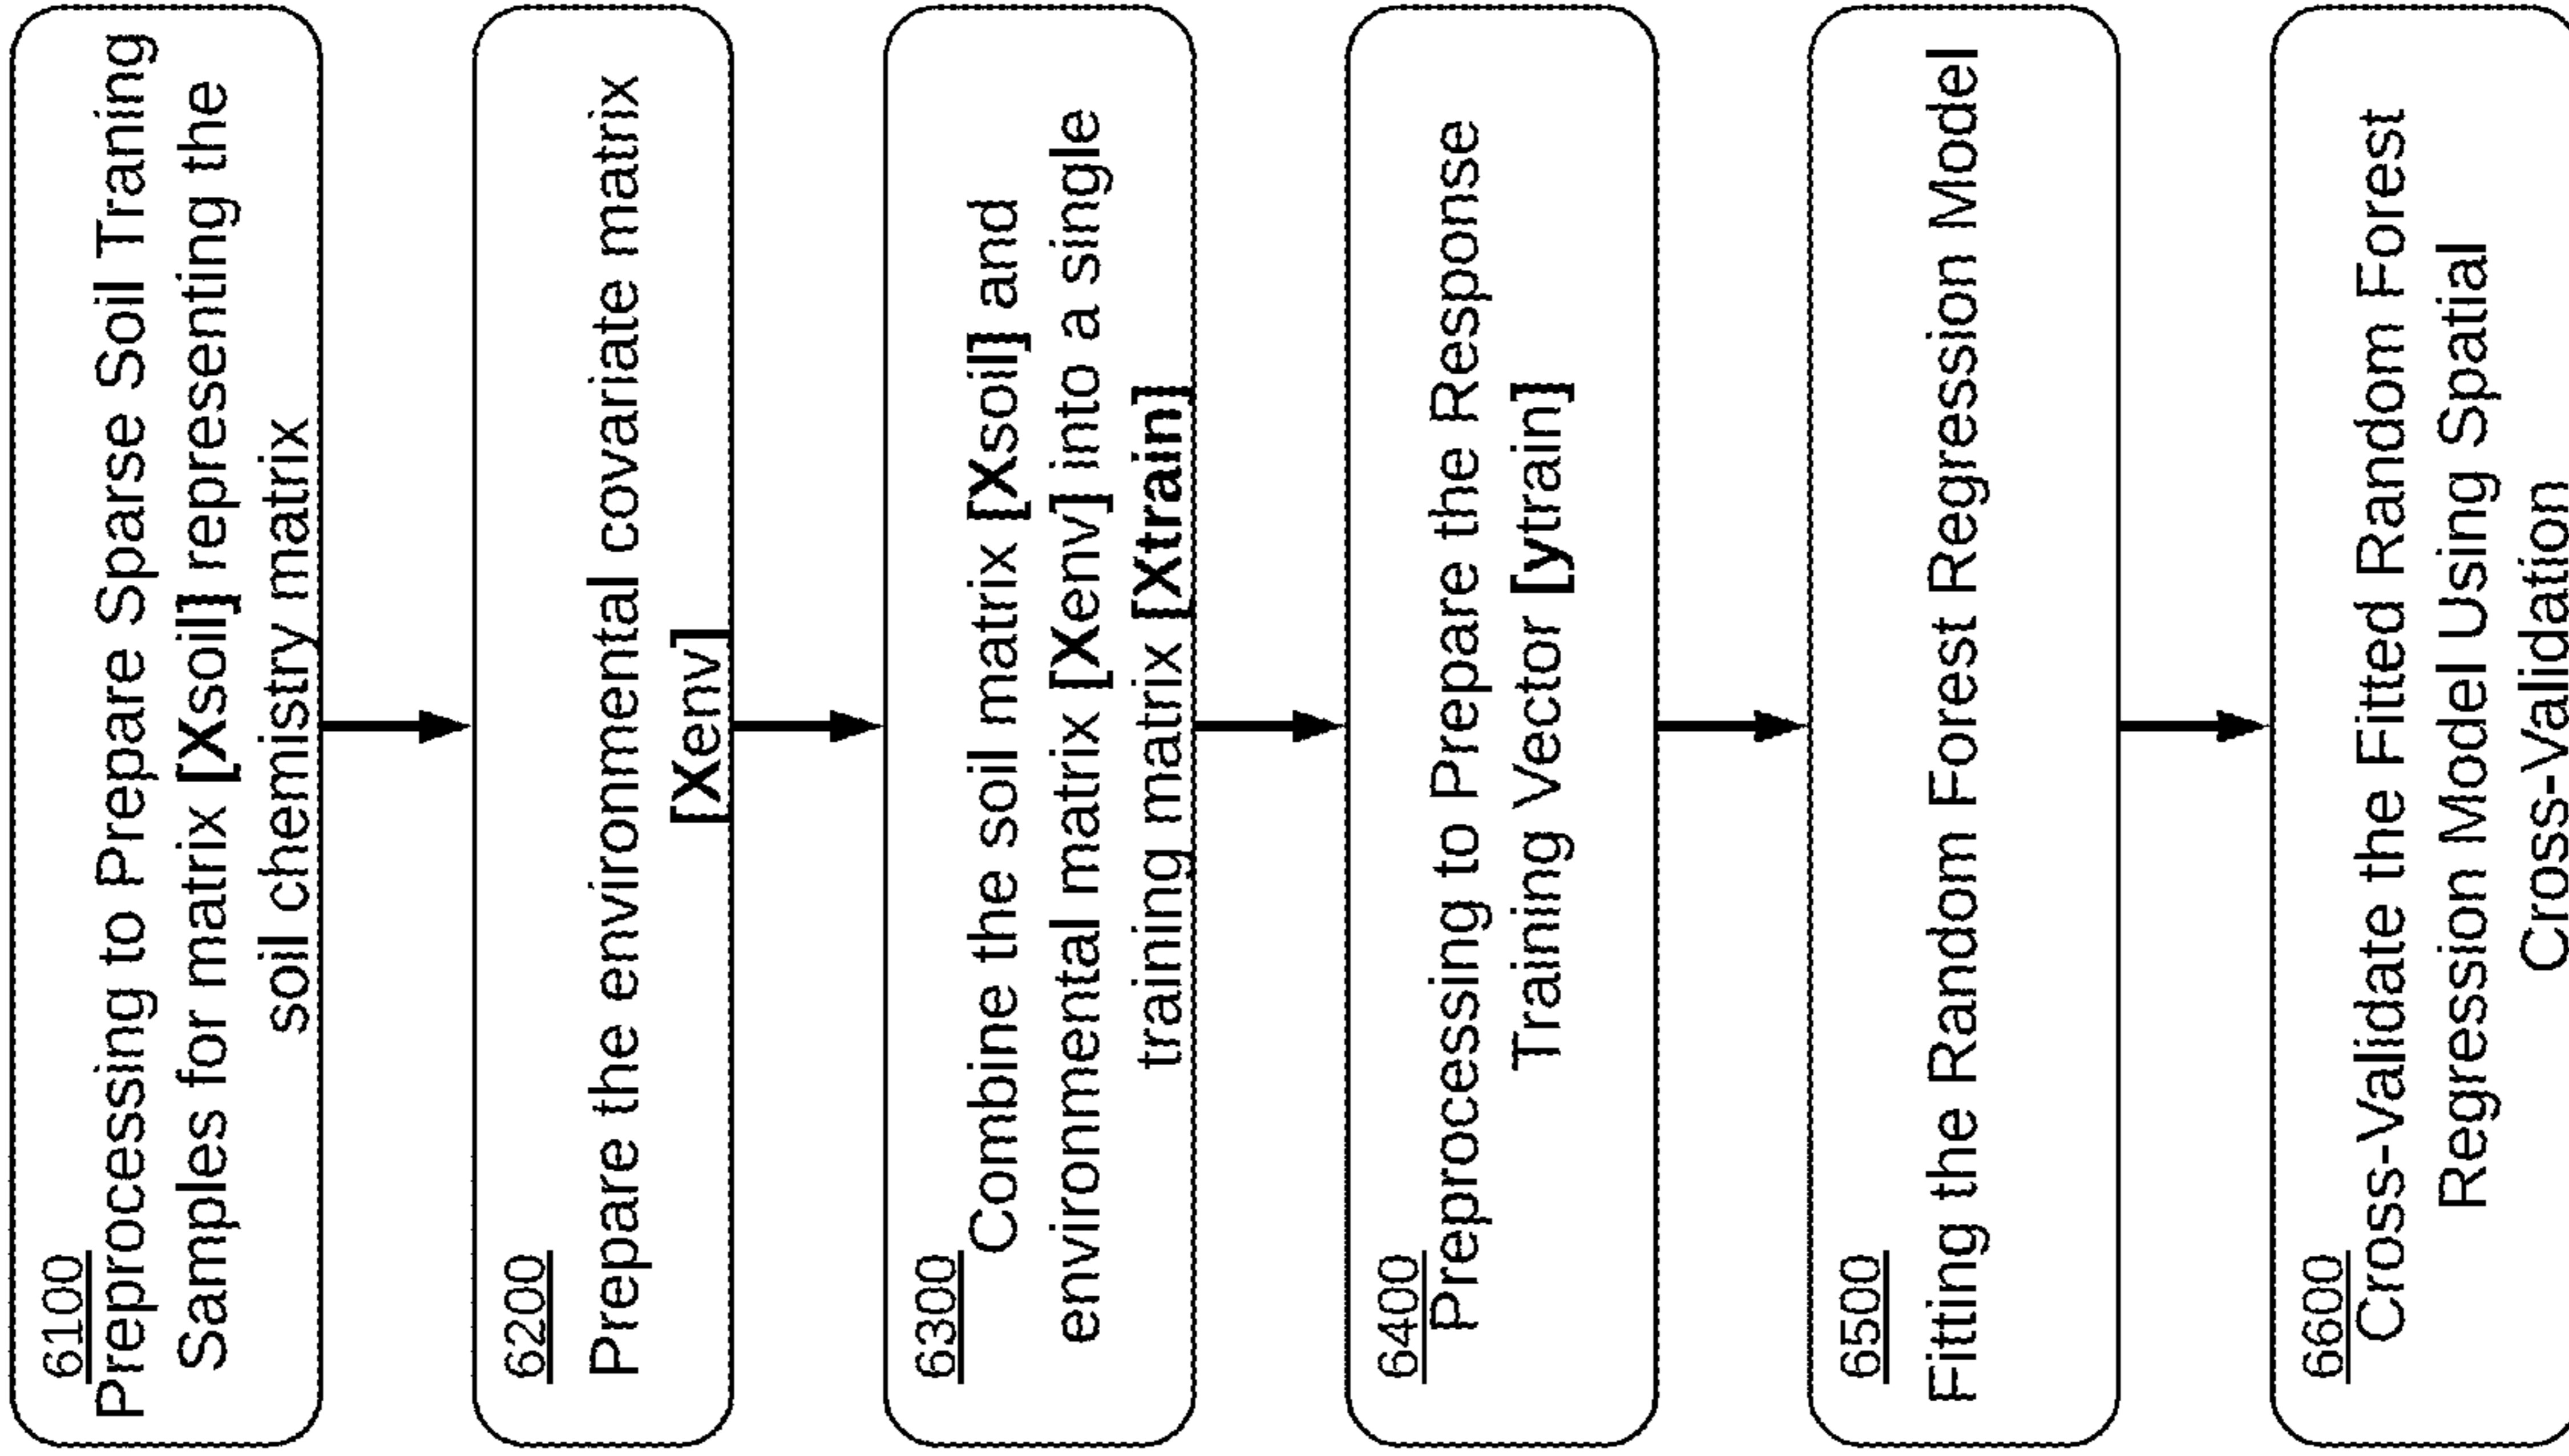 6100
Preprocessing to Prepare Sparse Soil Traning
Samples for matrix [Xsoil] representing the
soil chemistry matrix
6200
Prepare the environmental covariate matrix
[Xenv]
6300
Combine the soil matrix [Xsoil] and
environmental matrix [Xenv] into a single
training matrix [Xtrain]
6400
Preprocessing to Prepare the Response
Training Vector [ytrain]
6500
Fitting the Random Forest Regression Model
6600
Cross-Validate the Fitted Random Forest
Regression Model Using Spatial
Cross-Validation